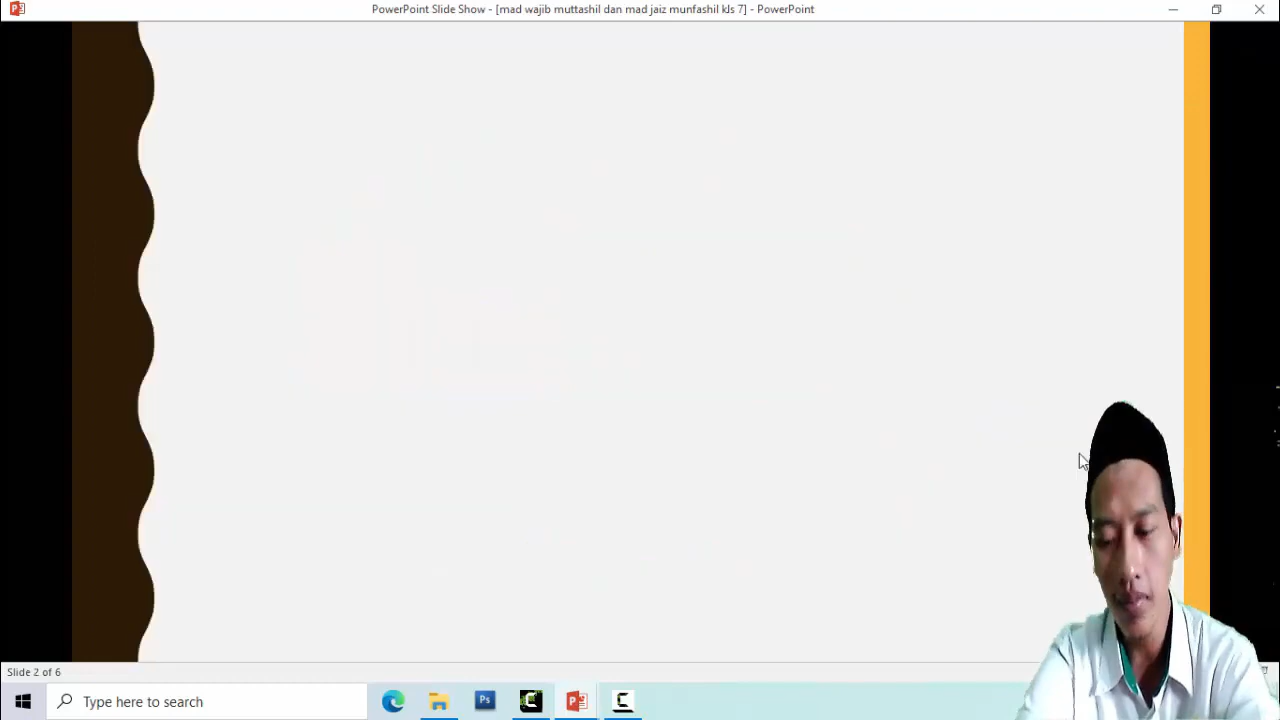 PowerPoint Slide Show - [mad wajib muttashil dan mad jaiz munfashil kls 7] - PowerPoint
Slide 2 of 6
Type here to search
Ps